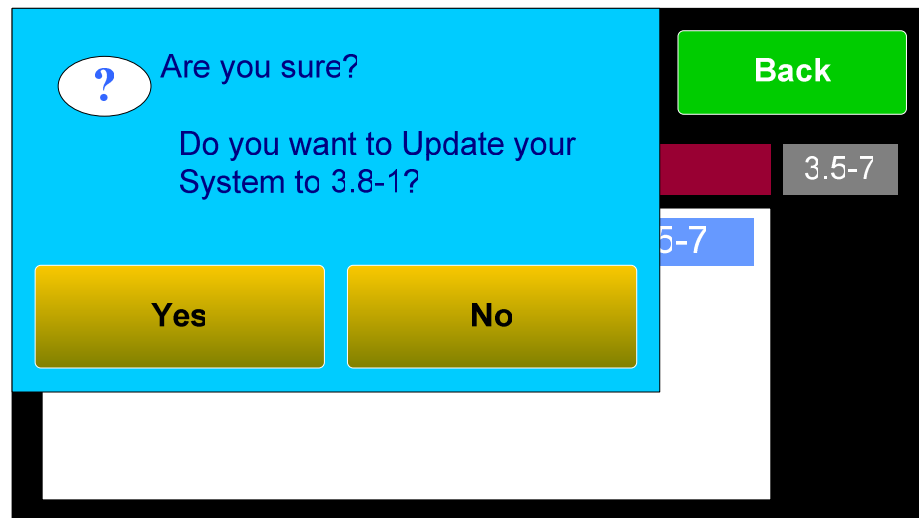 ?
Are you sure?
Back
Do you want to Update your
System to 3.8-1?
3.5-7
5-7
Yes
No